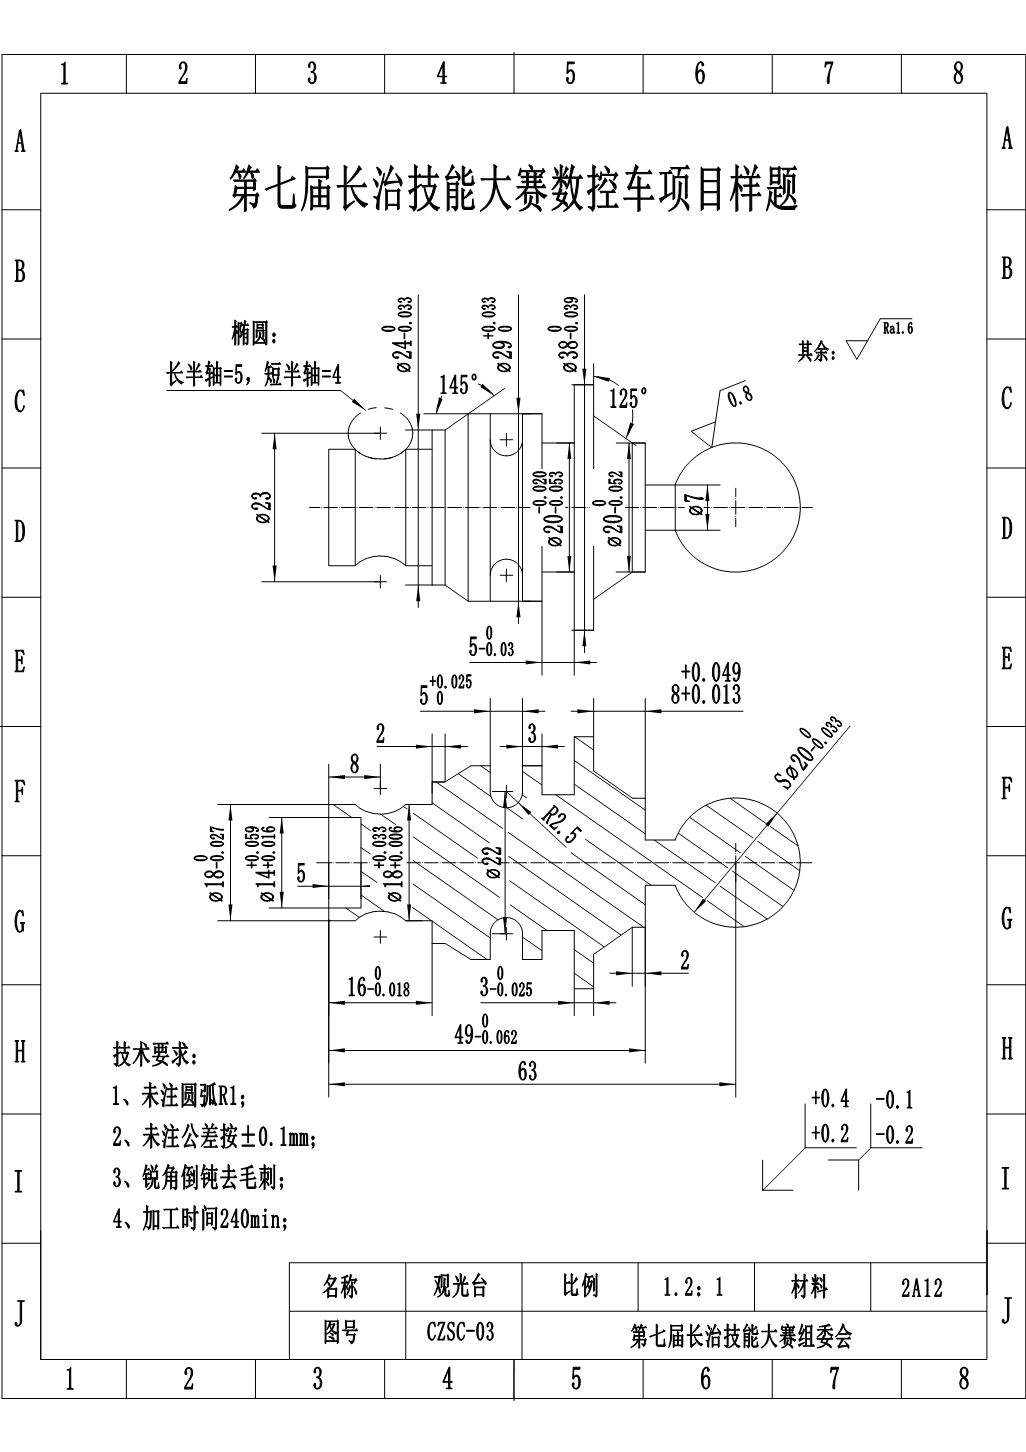 1 2 3 4 5 6 7 8
A A
第七届长治技能大赛数控车项目样题
B B
椭圆:
长半轴=5, 短半轴=4
ø24 0 -0.033
ø29 +0.033 0
ø38 0 -0.039
145°
125°
其余: Ra1.6
0.8
C C
ø23
ø20 -0.020 -0.053
ø20 0 -0.052
ø7
D D
5 0 -0.03
E E
5 +0.025 0
+0.049
8+0.013
2
3
8
Sø20 0 -0.033
F F
ø18 0 -0.027
ø14 +0.059 +0.016
5
ø18 +0.033 +0.006
ø22
R2.5
G G
2
16 0 -0.018
3 0 -0.025
49 0 -0.062
63
H H
技术要求:
1、未注圆弧R1;
2、未注公差按±0.1mm;
3、锐角倒钝去毛刺;
4、加工时间240min;
+0.4 -0.1
+0.2 -0.2
I I
J J
名称 观光台 比例 1.2: 1 材料 2A12
图号 CZSC-03 第七届长治技能大赛组委会
1 2 3 4 5 6 7 8